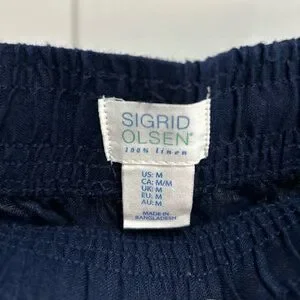 SIGRID
OLSEN®
100% linen
US: M
CA: M/M
UK: M
EU: M
AU: M
MADE IN
BANGLADESH